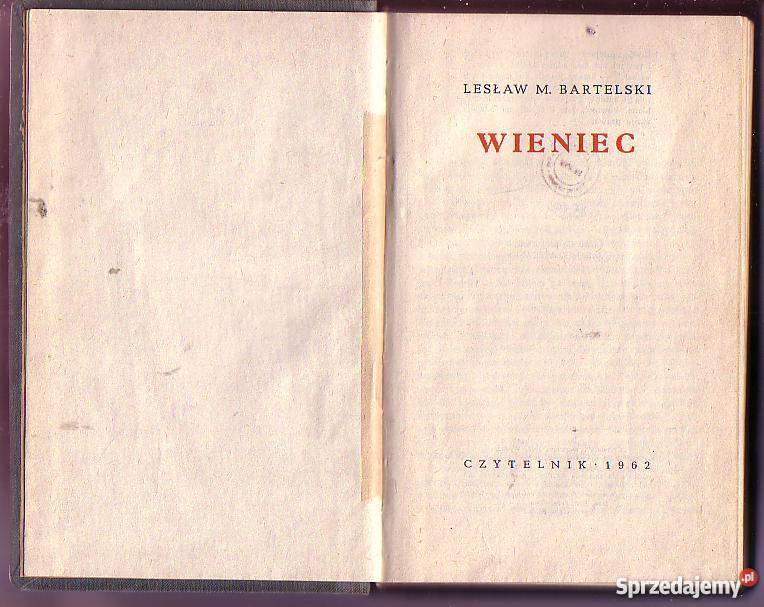 LESŁAW M. BARTELSKI
WIENIEC
CZYTELNIK · 1962
Sprzedajemy.pl